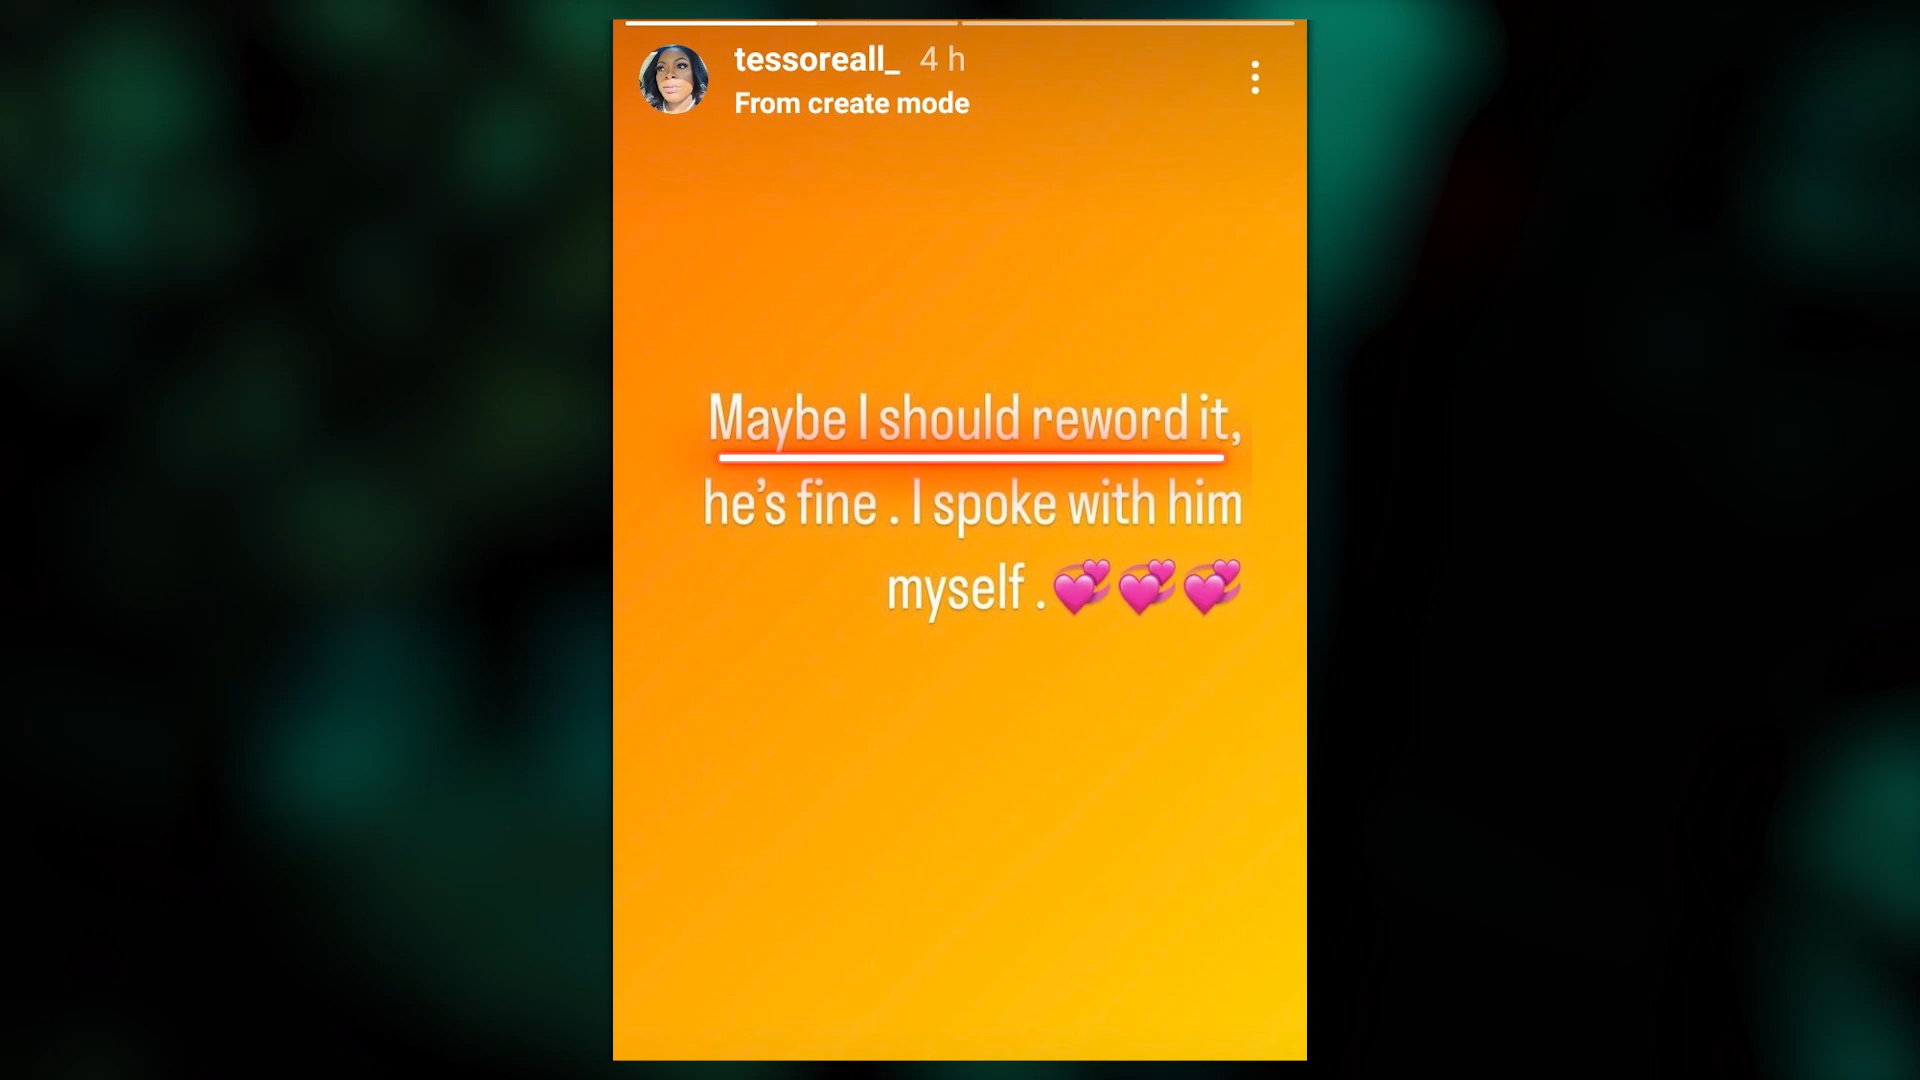 tessoreall_ 4 h
From create mode
Maybe I should reword it,
he’s fine . I spoke with him
myself .💞💞💞